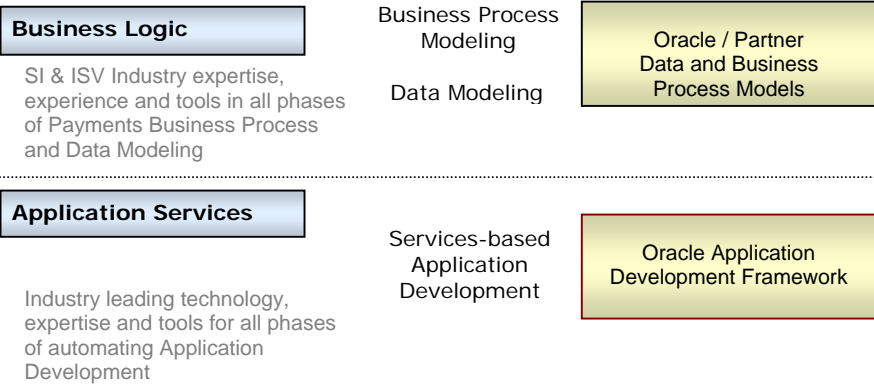 Business Logic
SI & ISV Industry expertise,
experience and tools in all phases
of Payments Business Process
and Data Modeling
Business Process
Modeling
Data Modeling
Oracle / Partner
Data and Business
Process Models
Application Services
Industry leading technology,
expertise and tools for all phases
of automating Application
Development
Services-based
Application
Development
Oracle Application
Development Framework